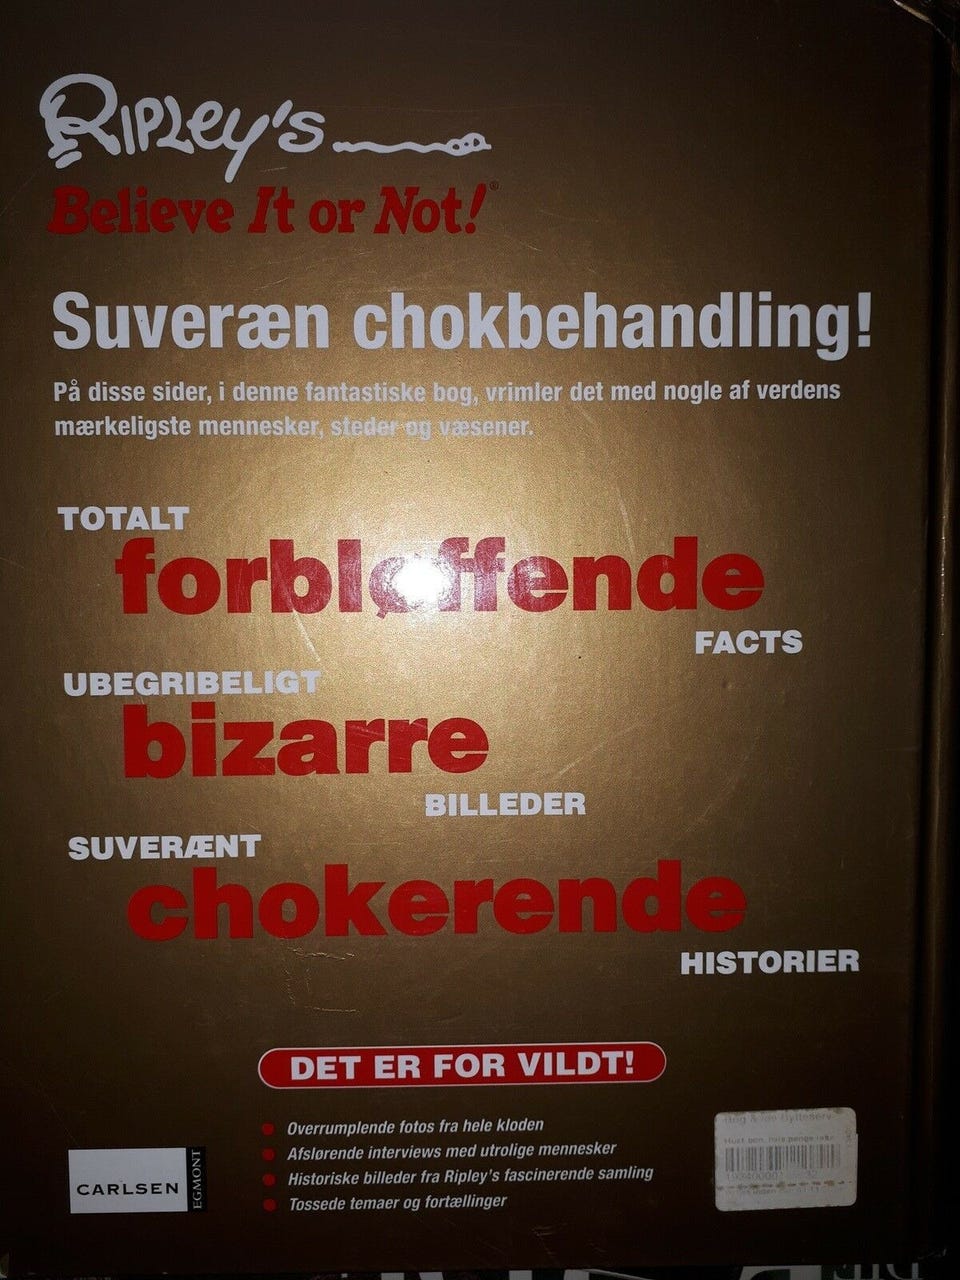 Ripley's
Believe It or Not!®
Suveræn chokbehandling!
På disse sider, i denne fantastiske bog, vrimler det med nogle af verdens
mærkeligste mennesker, steder og væsener.
TOTALT
forbløffende
FACTS
UBEGRIBELIGT
bizarre
BILLEDER
SUVERÆNT
chokerende
HISTORIER
DET ER FOR VILDT!
Overrumplende fotos fra hele kloden
Afslørende interviews med utrolige mennesker
Historiske billeder fra Ripley's fascinerende samling
Tossede temaer og fortællinger
CARLSEN
EGMONT